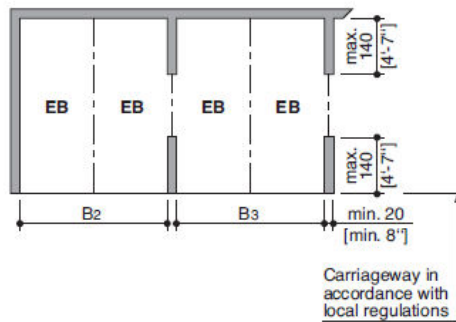 max.
140
[4'-7"]
EB EB EB EB
max.
140
[4'-7"]
B2 B3 min. 20
[min. 8"]
Carriageway in
accordance with
local regulations